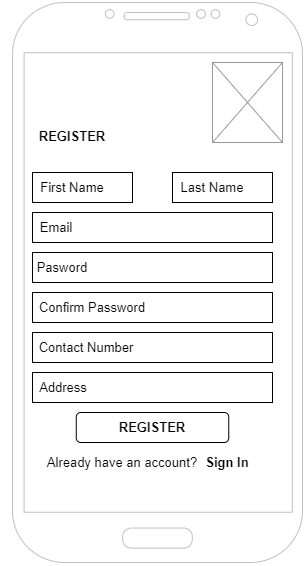 REGISTER
First Name Last Name
Email
Pasword
Confirm Password
Contact Number
Address
REGISTER
Already have an account? Sign In